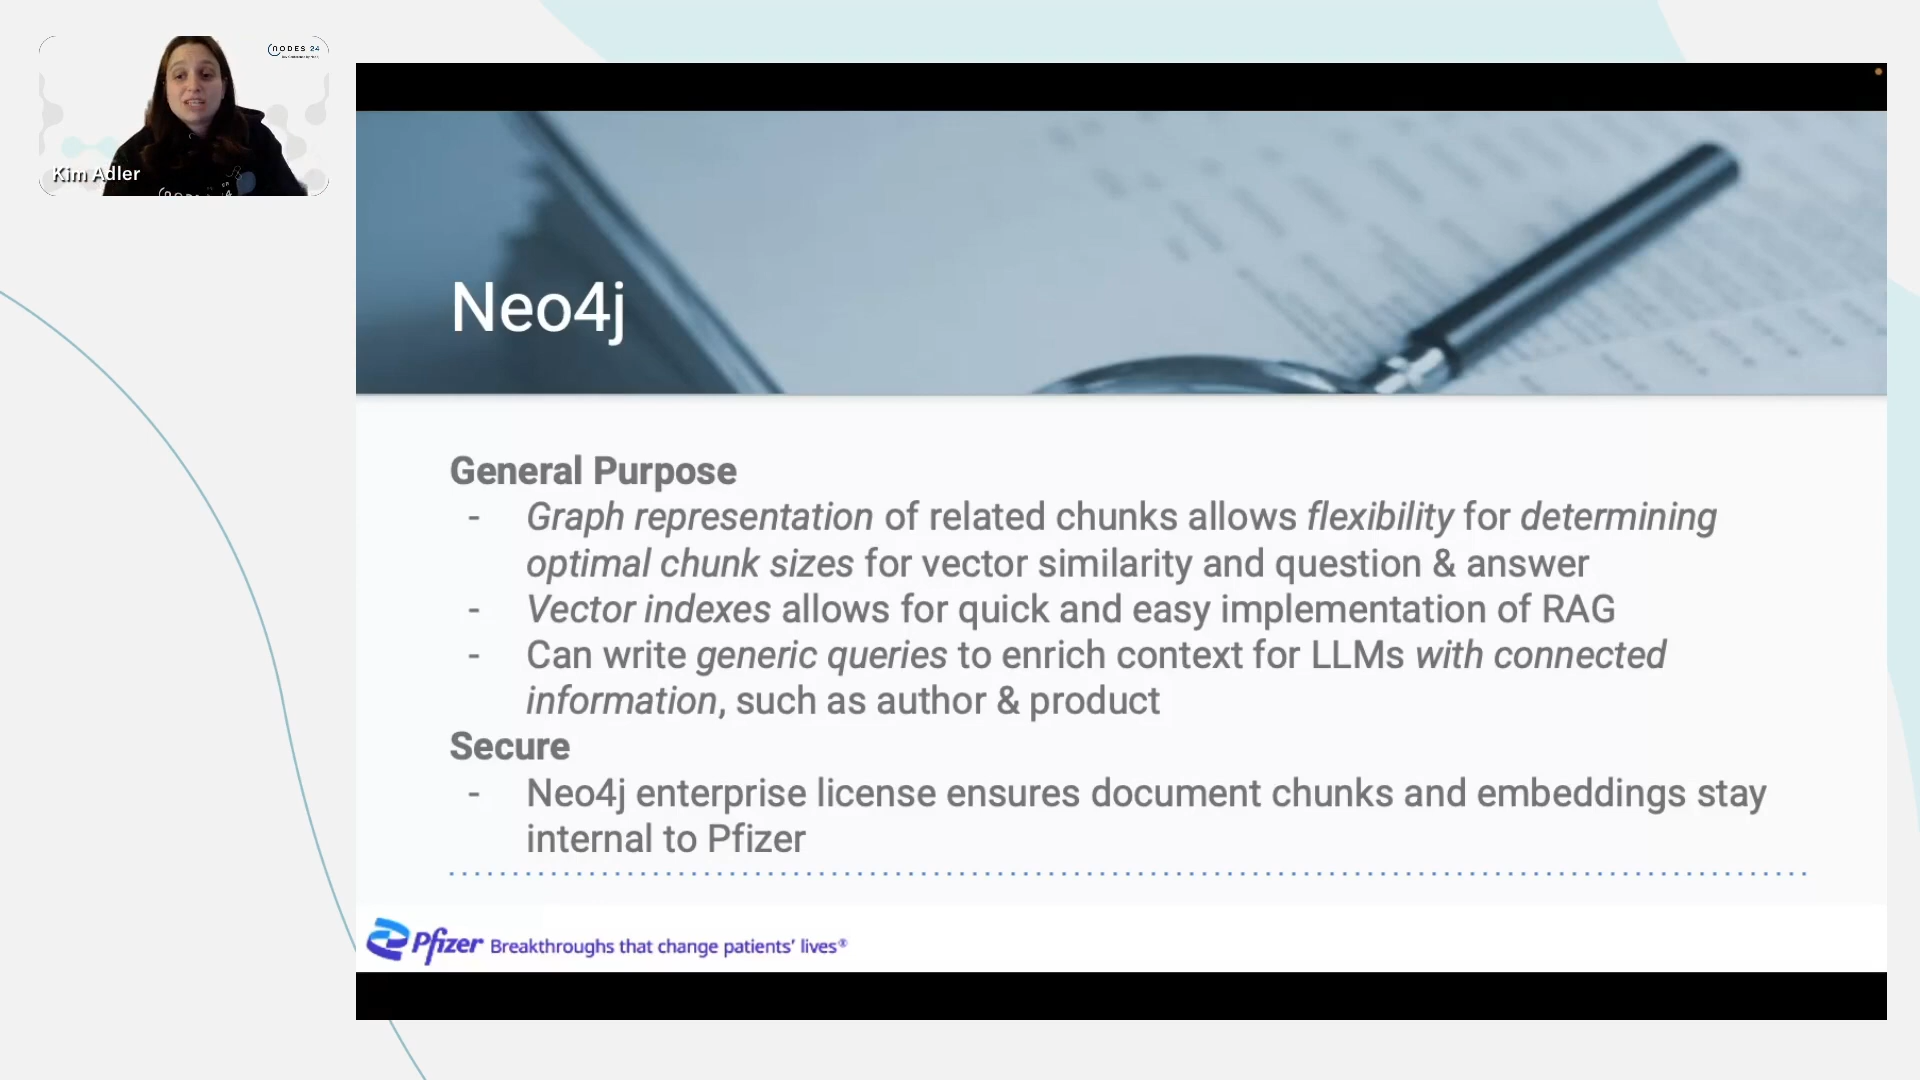 NODES 24
Kim Adler
Neo4j
General Purpose
- Graph representation of related chunks allows flexibility for determining
optimal chunk sizes for vector similarity and question & answer
- Vector indexes allows for quick and easy implementation of RAG
- Can write generic queries to enrich context for LLMs with connected
information, such as author & product
Secure
- Neo4j enterprise license ensures document chunks and embeddings stay
internal to Pfizer
Pfizer Breakthroughs that change patients’ lives®